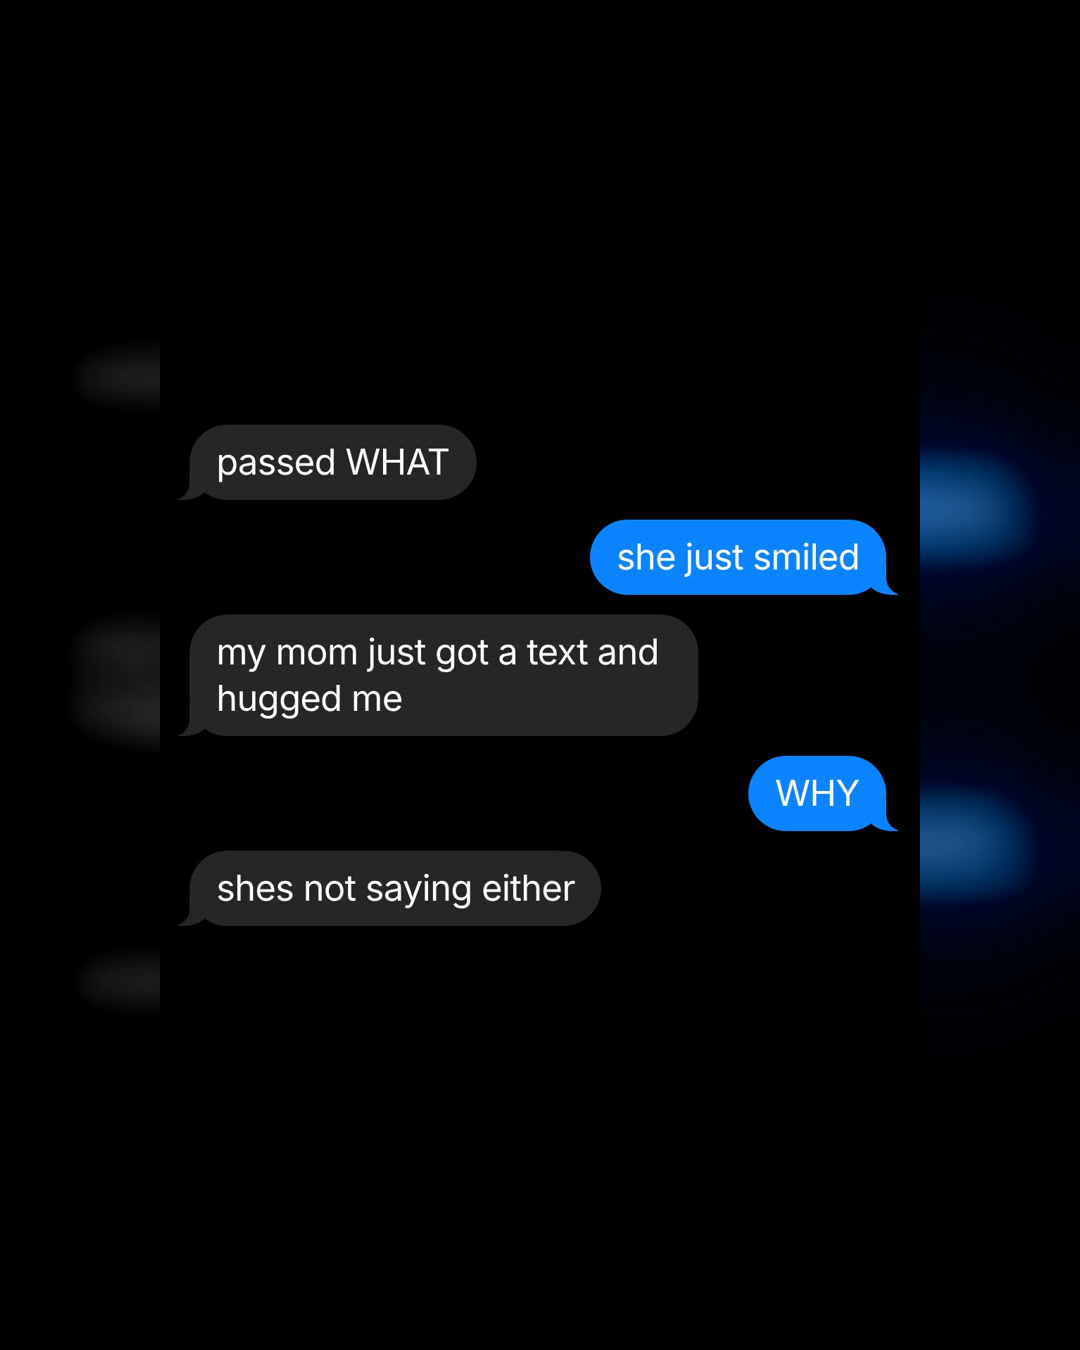 passed WHAT
she just smiled
my mom just got a text and
hugged me
WHY
shes not saying either